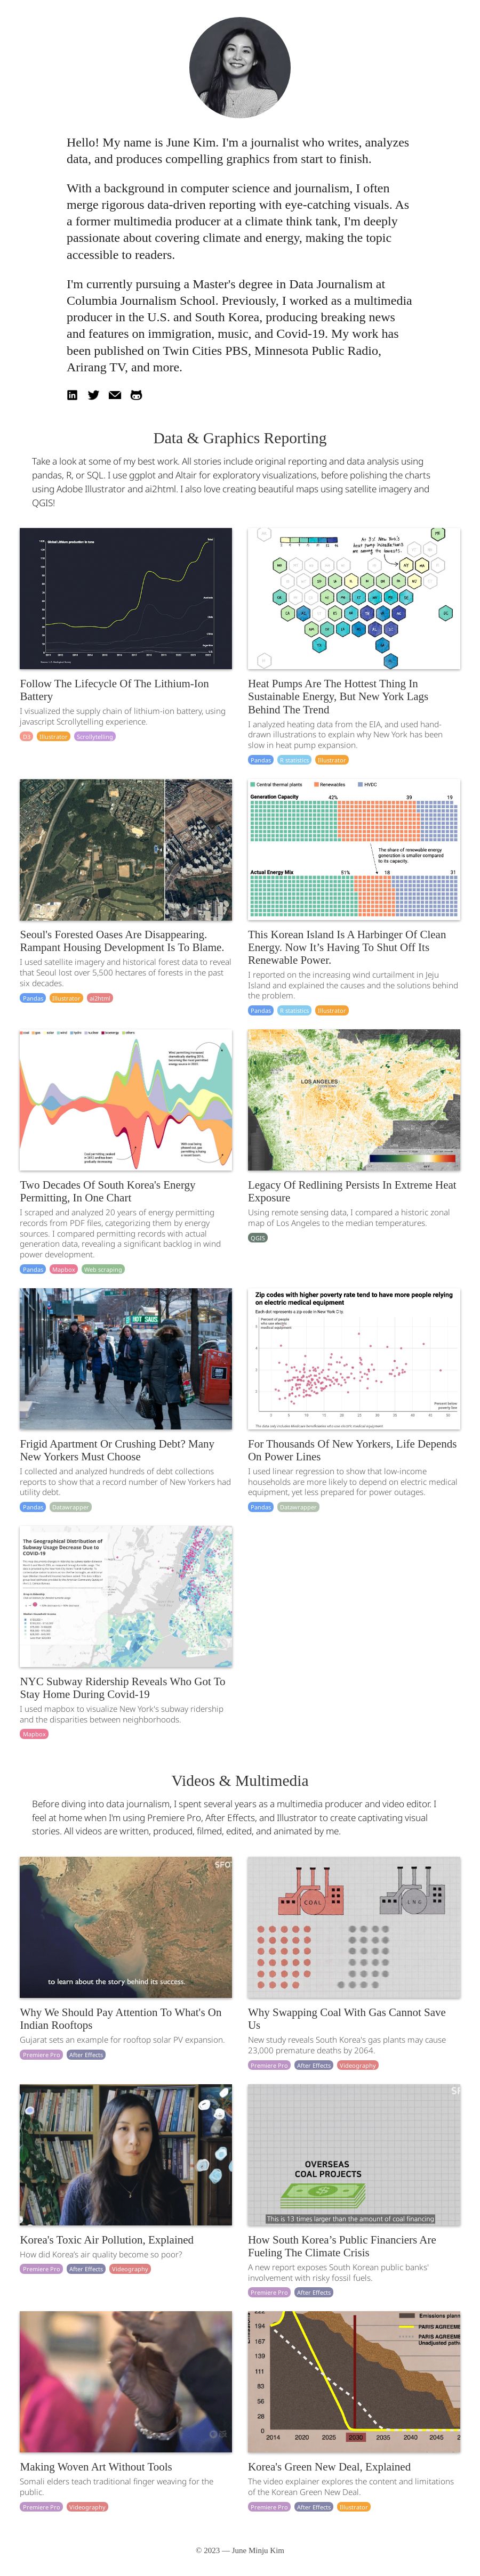 Hello! My name is June Kim. I'm a journalist who writes, analyzes
data, and produces compelling graphics from start to finish.
With a background in computer science and journalism, I often
merge rigorous data-driven reporting with eye-catching visuals. As
a former multimedia producer at a climate think tank, I'm deeply
passionate about covering climate and energy, making the topic
accessible to readers.
I'm currently pursuing a Master's degree in Data Journalism at
Columbia Journalism School. Previously, I worked as a multimedia
producer in the U.S. and South Korea, producing breaking news
and features on immigration, music, and Covid-19. My work has
been published on Twin Cities PBS, Minnesota Public Radio,
Arirang TV, and more.
Data & Graphics Reporting
Take a look at some of my best work. All stories include original reporting and data analysis using
pandas, R, or SQL. I use ggplot and Altair for exploratory visualizations, before polishing the charts
using Adobe Illustrator and ai2html. I also love creating beautiful maps using satellite imagery and
QGIS!
Global Lithium production in tons
Follow The Lifecycle Of The Lithium-Ion
Battery
I visualized the supply chain of lithium-ion battery, using
javascript Scrollytelling experience.
D3 Illustrator Scrollytelling
Heat Pumps Are The Hottest Thing In
Sustainable Energy, But New York Lags
Behind The Trend
I analyzed heating data from the EIA, and used hand-
drawn illustrations to explain why New York has been
slow in heat pump expansion.
Pandas R statistics Illustrator
Seoul's Forested Oases Are Disappearing.
Rampant Housing Development Is To Blame.
I used satellite imagery and historical forest data to reveal
that Seoul lost over 5,500 hectares of forests in the past
six decades.
Pandas Illustrator ai2html
Central thermal plants Renewables HVDC
Generation Capacity 42% 39 19
The share of renewable energy
generation is smaller compared
to its capacity.
Actual Energy Mix 51% 18 31
This Korean Island Is A Harbinger Of Clean
Energy. Now It's Having To Shut Off Its
Renewable Power.
I reported on the increasing wind curtailment in Jeju
Island and explained the causes and the solutions behind
the problem.
Pandas R statistics Illustrator
Two Decades Of South Korea's Energy
Permitting, In One Chart
I scraped and analyzed 20 years of energy permitting
records from PDF files, categorizing them by energy
sources. I compared permitting records with actual
generation data, revealing a significant backlog in wind
power development.
Pandas Mapbox Web scraping
LOS ANGELES
Legacy Of Redlining Persists In Extreme Heat
Exposure
Using remote sensing data, I compared a historic zonal
map of Los Angeles to the median temperatures.
QGIS
Frigid Apartment Or Crushing Debt? Many
New Yorkers Must Choose
I collected and analyzed hundreds of debt collections
reports to show that a record number of New Yorkers had
utility debt.
Pandas Datawrapper
Zip codes with higher poverty rate tend to have more people relying
on electric medical equipment
Each dot represents a zip code in New York City.
Percent of people
who use electric
medical equipment
Percent below
poverty line
For Thousands Of New Yorkers, Life Depends
On Power Lines
I used linear regression to show that low-income
households are more likely to depend on electric medical
equipment, yet less prepared for power outages.
Pandas Datawrapper
The Geographical Distribution of
Subway Usage Decrease Due to
COVID-19
NYC Subway Ridership Reveals Who Got To
Stay Home During Covid-19
I used mapbox to visualize New York's subway ridership
and the disparities between neighborhoods.
Mapbox
Videos & Multimedia
Before diving into data journalism, I spent several years as a multimedia producer and video editor. I
feel at home when I'm using Premiere Pro, After Effects, and Illustrator to create captivating visual
stories. All videos are written, produced, filmed, edited, and animated by me.
to learn about the story behind its success.
Why We Should Pay Attention To What's On
Indian Rooftops
Gujarat sets an example for rooftop solar PV expansion.
Premiere Pro After Effects
COAL LNG
Why Swapping Coal With Gas Cannot Save
Us
New study reveals South Korea's gas plants may cause
23,000 premature deaths by 2064.
Premiere Pro After Effects Videography
Korea's Toxic Air Pollution, Explained
How did Korea's air quality become so poor?
Premiere Pro After Effects Videography
OVERSEAS
COAL PROJECTS
This is 13 times larger than the amount of coal financing
How South Korea's Public Financiers Are
Fueling The Climate Crisis
A new report exposes South Korean public banks'
involvement with risky fossil fuels.
Premiere Pro After Effects
Making Woven Art Without Tools
Somali elders teach traditional finger weaving for the
public.
Premiere Pro Videography
194
167
139
111
83
56
28
0
2014 2020 2025 2030 2035 2040 2045
Korea's Green New Deal, Explained
The video explainer explores the content and limitations
of the Korean Green New Deal.
Premiere Pro After Effects Illustrator
© 2023 — June Minju Kim